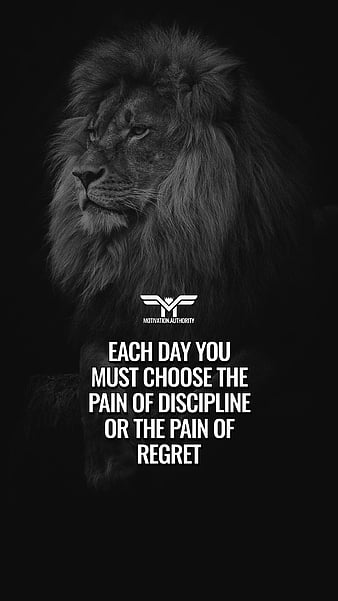 MOTIVATION.AUTHORITY
EACH DAY YOU
MUST CHOOSE THE
PAIN OF DISCIPLINE
OR THE PAIN OF
REGRET